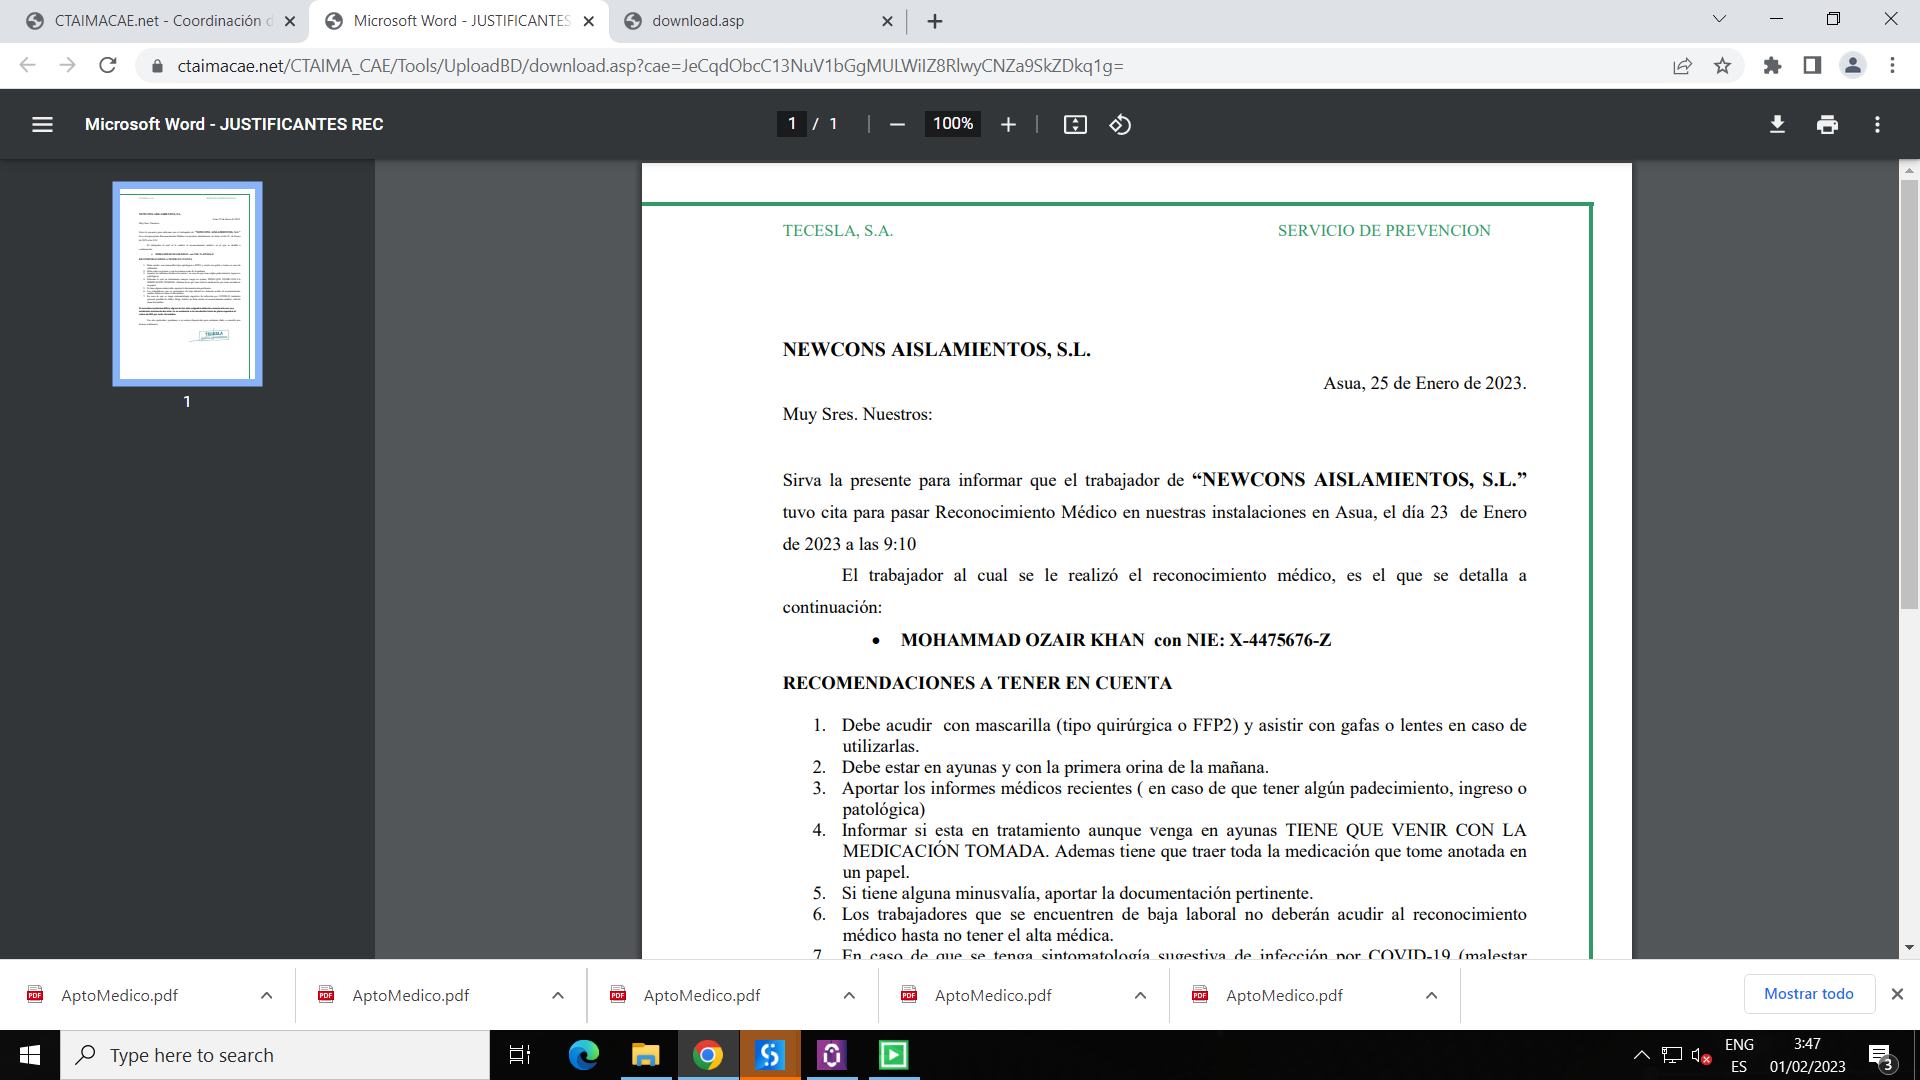 CTAIMACAE.net - Coordinación d
Microsoft Word - JUSTIFICANTES
download.asp
ctaimacae.net/CTAIMA_CAE/Tools/UploadBD/download.asp?cae=JeCqdObcC13NuV1bGgMULWiIZ8RlwyCNZa9SkZDkq1g=
Microsoft Word - JUSTIFICANTES REC
1 / 1
100%
1
TECESLA, S.A. SERVICIO DE PREVENCION
NEWCONS AISLAMIENTOS, S.L.
Asua, 25 de Enero de 2023.
Muy Sres. Nuestros:
Sirva la presente para informar que el trabajador de “NEWCONS AISLAMIENTOS, S.L.”
tuvo cita para pasar Reconocimiento Médico en nuestras instalaciones en Asua, el día 23 de Enero
de 2023 a las 9:10
El trabajador al cual se le realizó el reconocimiento médico, es el que se detalla a
continuación:
• MOHAMMAD OZAIR KHAN con NIE: X-4475676-Z
RECOMENDACIONES A TENER EN CUENTA
1. Debe acudir con mascarilla (tipo quirúrgica o FFP2) y asistir con gafas o lentes en caso de
utilizarlas.
2. Debe estar en ayunas y con la primera orina de la mañana.
3. Aportar los informes médicos recientes ( en caso de que tener algún padecimiento, ingreso o
patológica)
4. Informar si esta en tratamiento aunque venga en ayunas TIENE QUE VENIR CON LA
MEDICACIÓN TOMADA. Ademas tiene que traer toda la medicación que tome anotada en
un papel.
5. Si tiene alguna minusvalía, aportar la documentación pertinente.
6. Los trabajadores que se encuentren de baja laboral no deberán acudir al reconocimiento
médico hasta no tener el alta médica.
7. En caso de que se tenga sintomatología sugestiva de infección por COVID-19 (malestar
AptoMedico.pdf
AptoMedico.pdf
AptoMedico.pdf
AptoMedico.pdf
AptoMedico.pdf
Mostrar todo
Type here to search
ENG
ES
3:47
01/02/2023
3